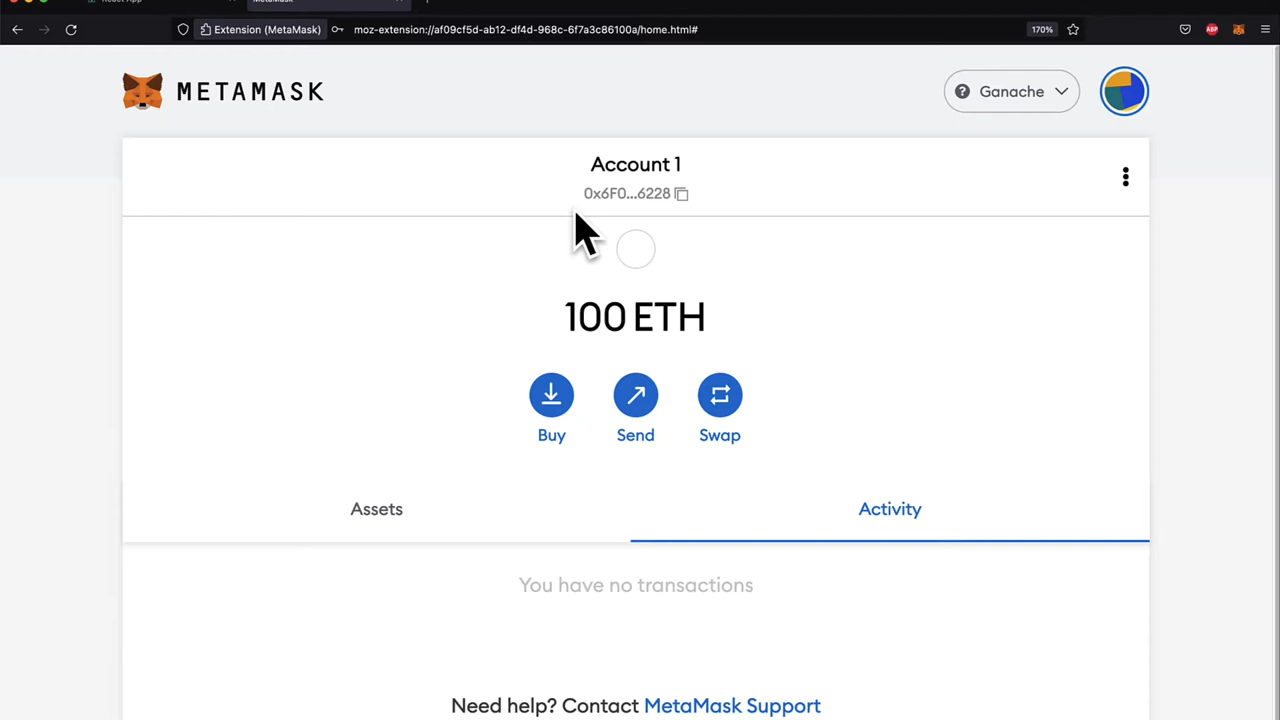 Extension (MetaMask)
moz-extension://af09cf5d-ab12-df4d-968c-6f7a3c86100a/home.html#
170%
ABP
METAMASK
Ganache
Account 1
0x6F0...6228
100 ETH
Buy
Send
Swap
Assets
Activity
You have no transactions
Need help? Contact MetaMask Support